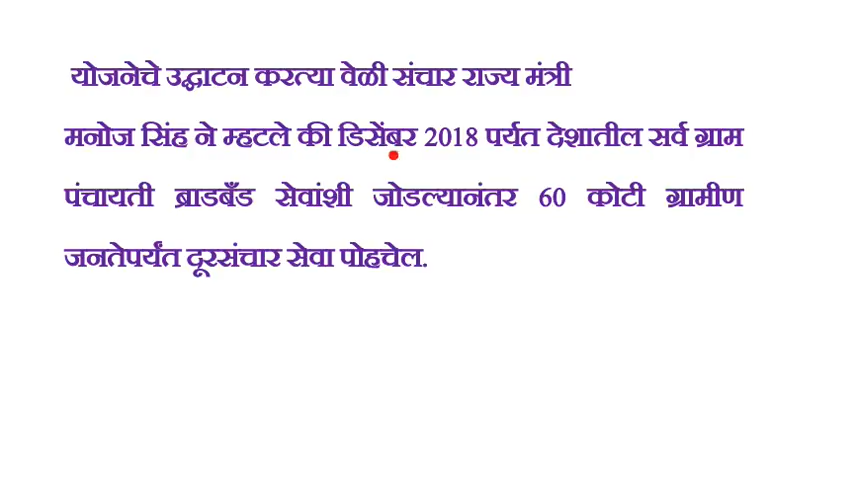 योजनेचे उद्घाटन करत्या वेळी संचार राज्य मंत्री
मनोज सिंह ने म्हटले की डिसेंबर 2018 पर्यत देशातील सर्व ग्राम
पंचायती ब्राडबँड सेवांशी जोडल्यानंतर 60 कोटी ग्रामीण
जनतेपर्यंत दूरसंचार सेवा पोहचेल.